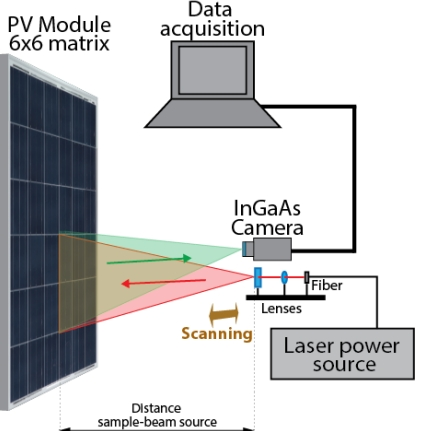 PV Module
6x6 matrix
Data
acquisition
InGaAs
Camera
Fiber
Lenses
Scanning
Laser power
source
Distance
sample-beam source